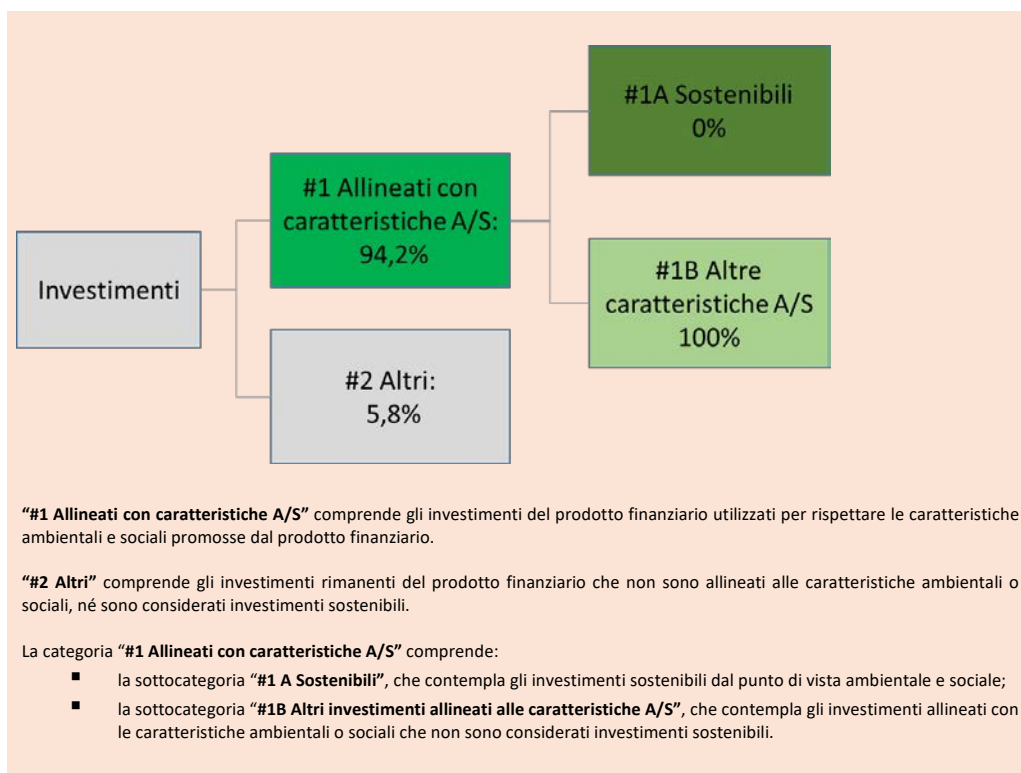 #1A Sostenibili
0%
#1 Allineati con
caratteristiche A/S:
94,2%
Investimenti
#1B Altre
caratteristiche A/S
100%
#2 Altri:
5,8%
“#1 Allineati con caratteristiche A/S” comprende gli investimenti del prodotto finanziario utilizzati per rispettare le caratteristiche
ambientali e sociali promosse dal prodotto finanziario.
“#2 Altri” comprende gli investimenti rimanenti del prodotto finanziario che non sono allineati alle caratteristiche ambientali o
sociali, né sono considerati investimenti sostenibili.
La categoria “#1 Allineati con caratteristiche A/S” comprende:
▪ la sottocategoria “#1 A Sostenibili”, che contempla gli investimenti sostenibili dal punto di vista ambientale e sociale;
▪ la sottocategoria “#1B Altri investimenti allineati alle caratteristiche A/S”, che contempla gli investimenti allineati con
le caratteristiche ambientali o sociali che non sono considerati investimenti sostenibili.